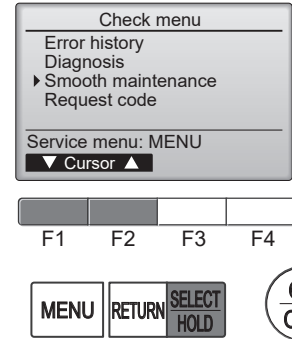 Check menu
Error history
Diagnosis
Smooth maintenance
Request code
Service menu: MENU
▼ Cursor ▲
F1 F2 F3 F4
MENU RETURN SELECT
HOLD